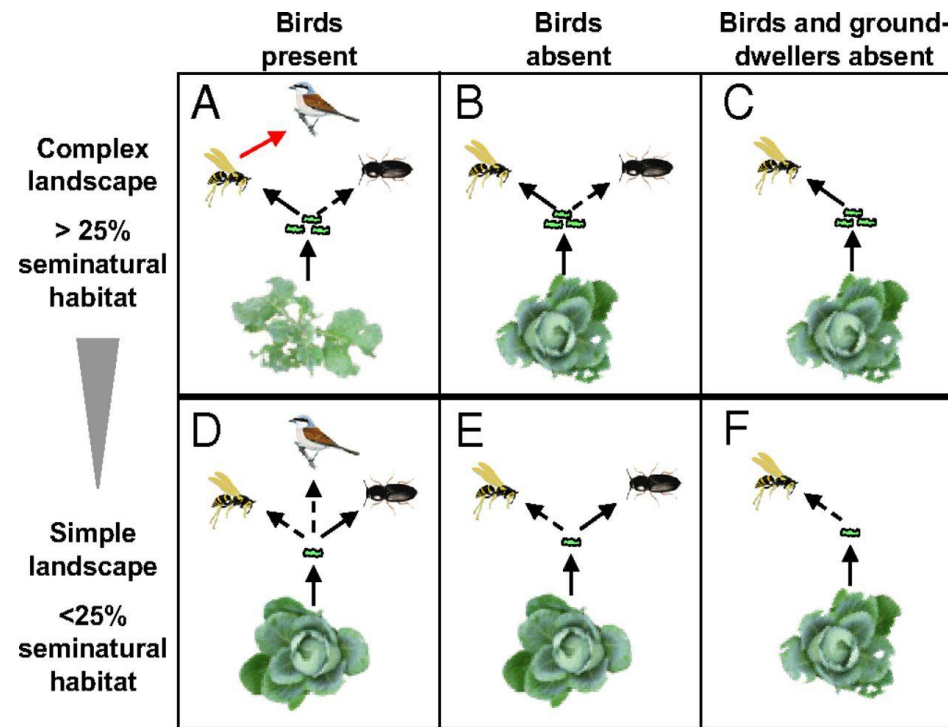 Birds
present
Birds
absent
Birds and ground-
dwellers absent
Complex
landscape
> 25%
seminatural
habitat
A
B
C
Simple
landscape
<25%
seminatural
habitat
D
E
F